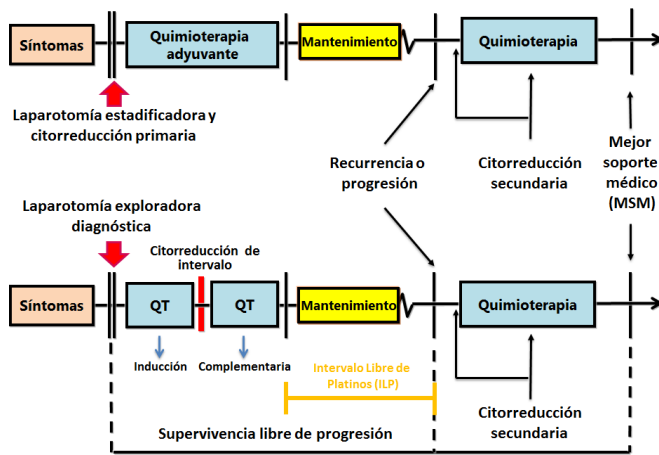 Síntomas
Quimioterapia
adyuvante
Mantenimiento
Quimioterapia
Laparotomía estadificadora y
citorreducción primaria
Recurrencia o
progresión
Citorreducción
secundaria
Mejor
soporte
médico
(MSM)
Laparotomía exploradora
diagnóstica
Citorreducción de
intervalo
Síntomas
QT
QT
Mantenimiento
Quimioterapia
Inducción
Complementaria
Intervalo Libre de
Platinos (ILP)
Citorreducción
secundaria
Supervivencia libre de progresión